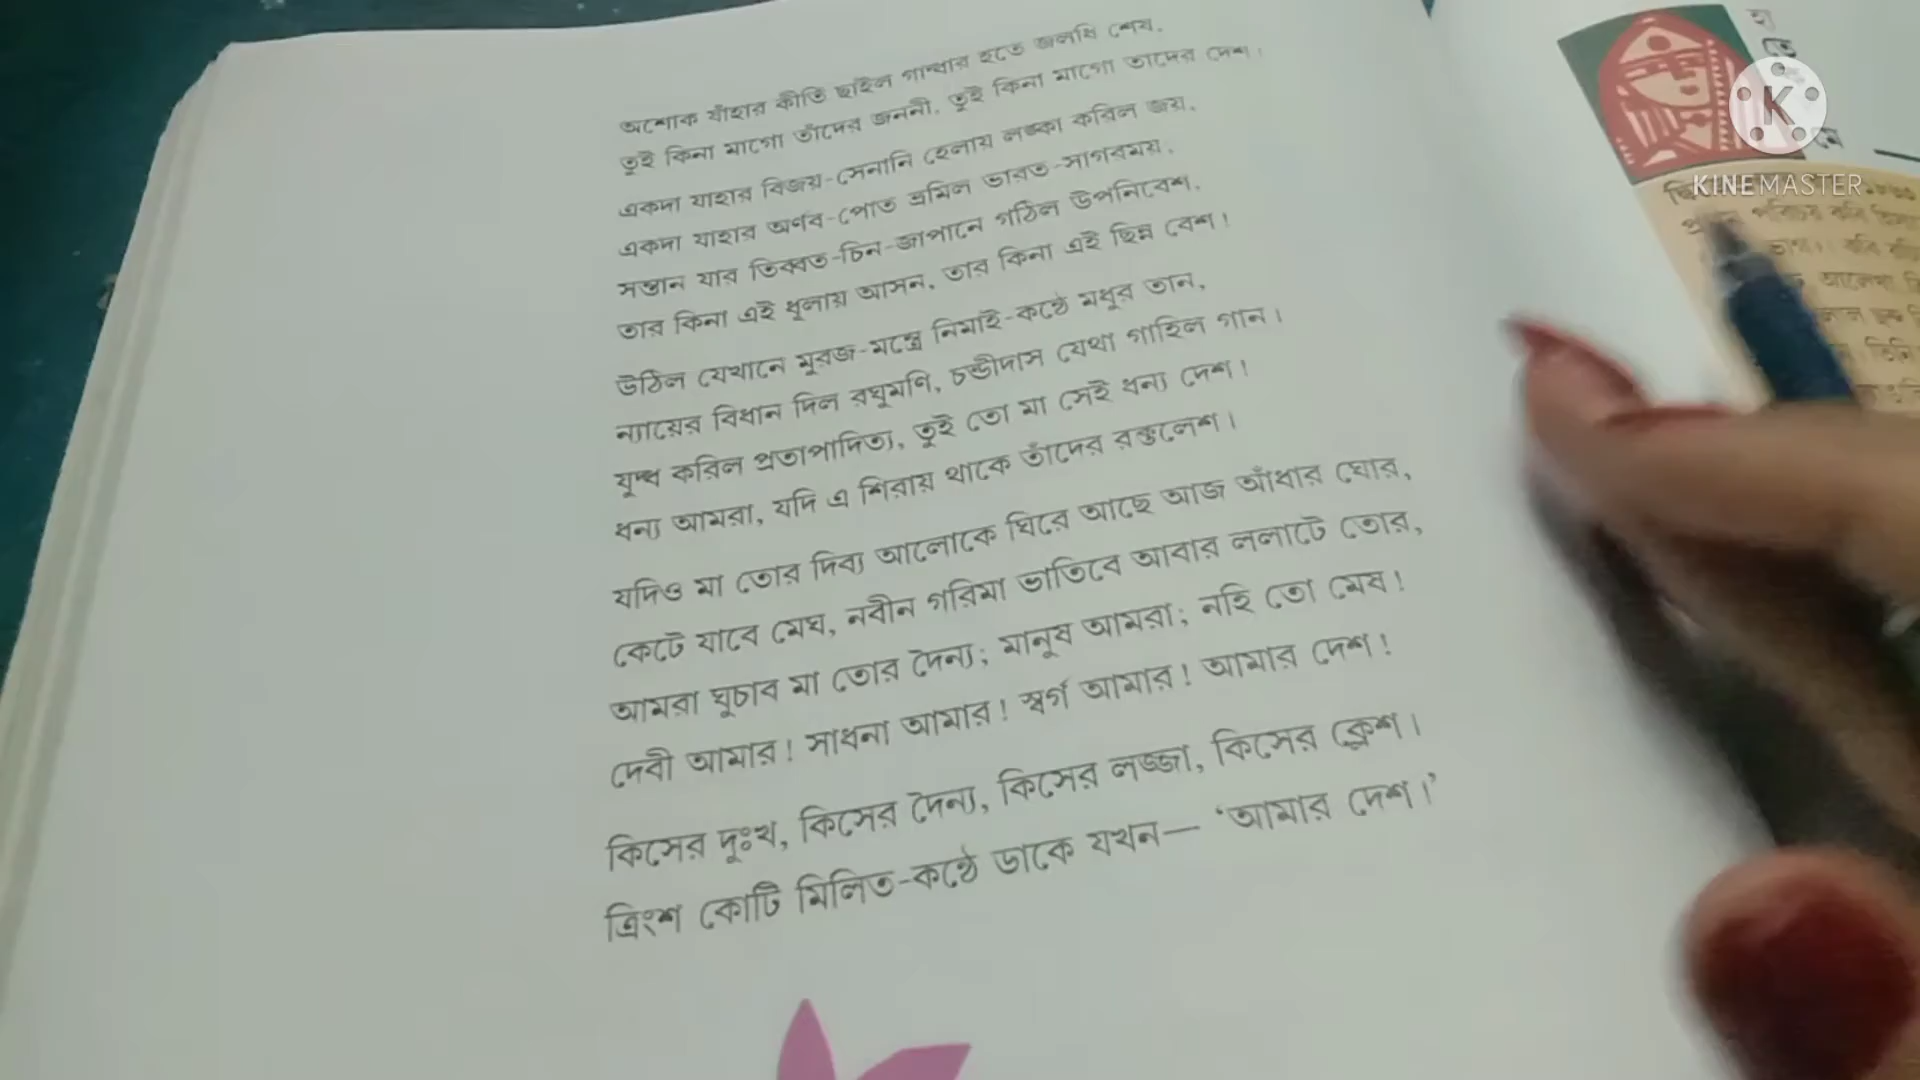 অশোক যাঁহার কীর্তি ছাইল গান্ধার হতে জলধি শেষ,
তুই কিনা মাগো তাঁদের জননী, তুই কিনা মাগো তাদের দেশ।
একদা যাহার বিজয়-সেনানি হেলায় লঙ্কা করিল জয়,
একদা যাহার অর্ণব-পোত ভ্রমিল ভারত-সাগরময়,
সন্তান যার তিব্বত-চিন-জাপানে গঠিল উপনিবেশ,
তার কিনা এই ধূলায় আসন, তার কিনা এই ছিন্ন বেশ!
উঠিল যেখানে মুরজ-মন্ত্রে নিমাই-কণ্ঠে মধুর তান,
ন্যায়ের বিধান দিল রঘুমণি, চণ্ডীদাস যেথা গাহিল গান।
যুদ্ধ করিল প্রতাপাদিত্য, তুই তো মা সেই ধন্য দেশ!
ধন্য আমরা, যদি এ শিরায় থাকে তাঁদের রক্তলেশ।
যদিও মা তোর দিব্য আলোকে ঘিরে আছে আজ আঁধার ঘোর,
কেটে যাবে মেঘ, নবীন গরিমা ভাতিবে আবার ললাটে তোর,
আমরা ঘুচাব মা তোর দৈন্য; মানুষ আমরা; নহি তো মেষ!
দেবী আমার! সাধনা আমার! স্বর্গ আমার! আমার দেশ!
কিসের দুঃখ, কিসের দৈন্য, কিসের লজ্জা, কিসের ক্লেশ।
ত্রিংশ কোটি মিলিত-কণ্ঠে ডাকে যখন— ‘আমার দেশ।’
KINEMASTER